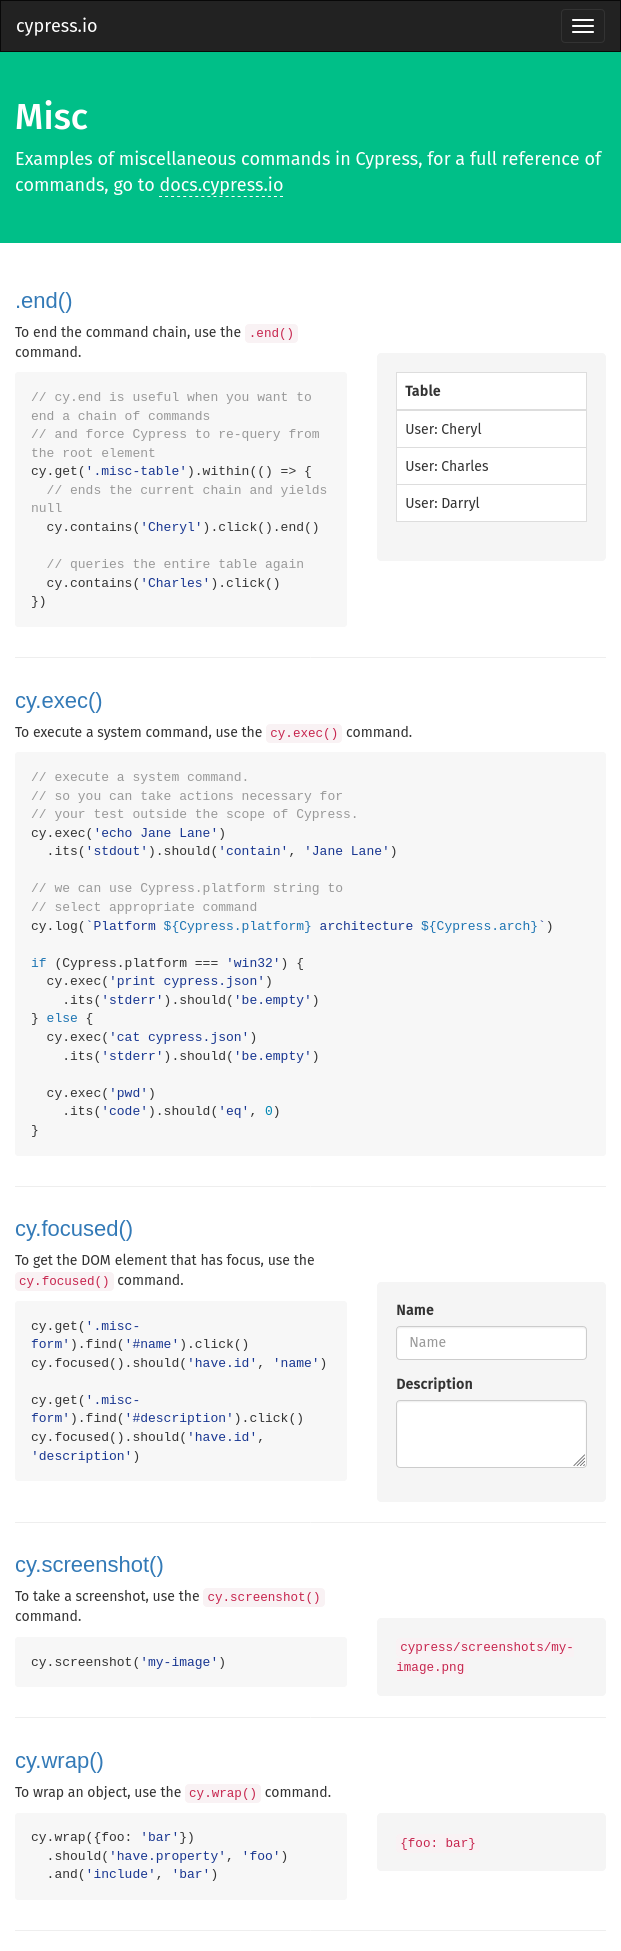 cypress.io
Misc
Examples of miscellaneous commands in Cypress, for a full reference of
commands, go to docs.cypress.io
.end()
To end the command chain, use the .end()
command.
// cy.end is useful when you want to
end a chain of commands
// and force Cypress to re-query from
the root element
cy.get('.misc-table').within(() => {
  // ends the current chain and yields
null
  cy.contains('Cheryl').click().end()
  // queries the entire table again
  cy.contains('Charles').click()
})
Table
User: Cheryl
User: Charles
User: Darryl
cy.exec()
To execute a system command, use the cy.exec() command.
// execute a system command.
// so you can take actions necessary for
// your test outside the scope of Cypress.
cy.exec('echo Jane Lane')
  .its('stdout').should('contain', 'Jane Lane')
// we can use Cypress.platform string to
// select appropriate command
cy.log(`Platform ${Cypress.platform} architecture ${Cypress.arch}`)
if (Cypress.platform === 'win32') {
  cy.exec('print cypress.json')
    .its('stderr').should('be.empty')
} else {
  cy.exec('cat cypress.json')
    .its('stderr').should('be.empty')
  cy.exec('pwd')
    .its('code').should('eq', 0)
}
cy.focused()
To get the DOM element that has focus, use the
cy.focused() command.
cy.get('.misc-
form').find('#name').click()
cy.focused().should('have.id', 'name')
cy.get('.misc-
form').find('#description').click()
cy.focused().should('have.id',
'description')
Name
Name
Description
cy.screenshot()
To take a screenshot, use the cy.screenshot()
command.
cy.screenshot('my-image')
cypress/screenshots/my-
image.png
cy.wrap()
To wrap an object, use the cy.wrap() command.
cy.wrap({foo: 'bar'})
  .should('have.property', 'foo')
  .and('include', 'bar')
{foo: bar}